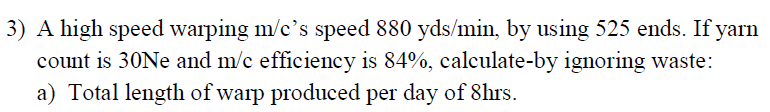 3) A high speed warping m/c’s speed 880 yds/min, by using 525 ends. If yarn
count is 30Ne and m/c efficiency is 84%, calculate-by ignoring waste:
a) Total length of warp produced per day of 8hrs.